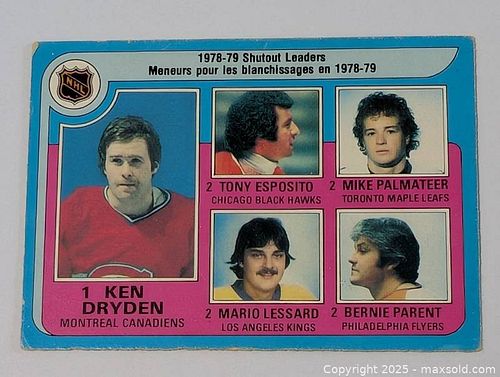 1978-79 Shutout Leaders
Meneurs pour les blanchissages en 1978-79
NHL
1 KEN
DRYDEN
MONTREAL CANADIENS
2 TONY ESPOSITO
CHICAGO BLACK HAWKS
2 MIKE PALMATEER
TORONTO MAPLE LEAFS
2 MARIO LESSARD
LOS ANGELES KINGS
2 BERNIE PARENT
PHILADELPHIA FLYERS
Copyright 2025 - maxsold.com